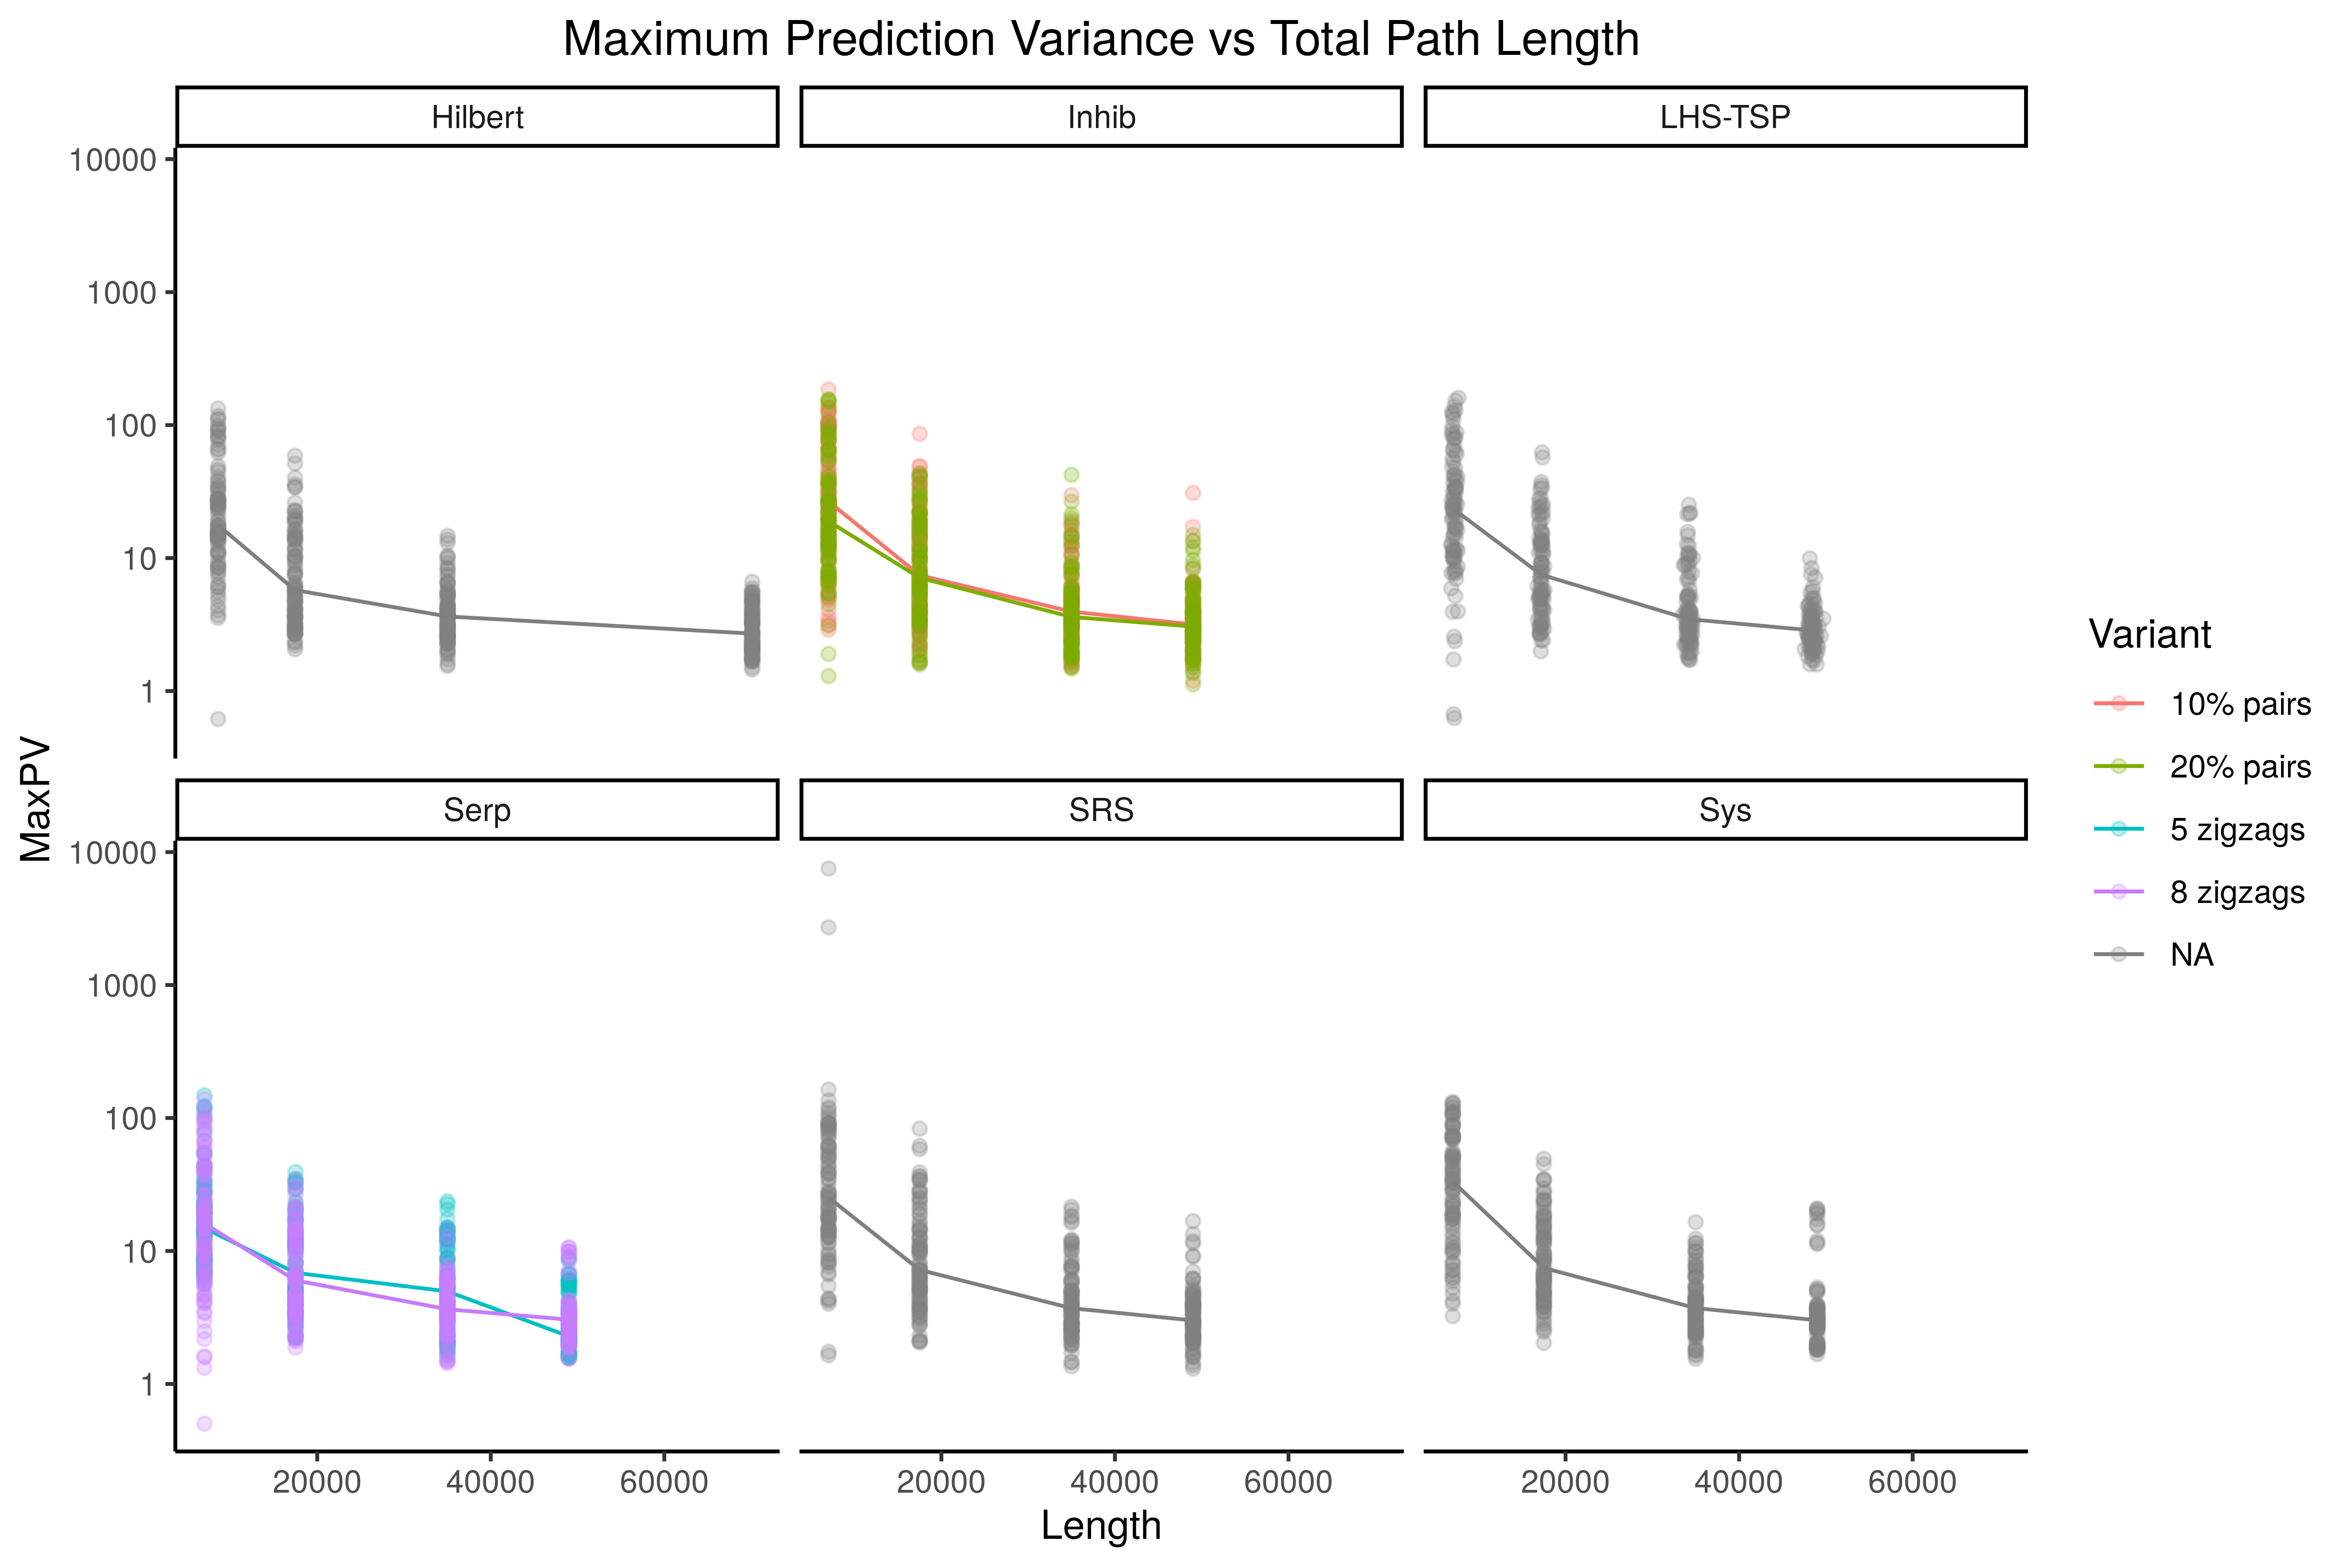 Maximum Prediction Variance vs Total Path Length
Hilbert
Inhib
LHS-TSP
10000
1000
100
10
1
MaxPV
Serp
SRS
Sys
10000
1000
100
10
1
20000 40000 60000
20000 40000 60000
20000 40000 60000
Length
Variant
10% pairs
20% pairs
5 zigzags
8 zigzags
NA